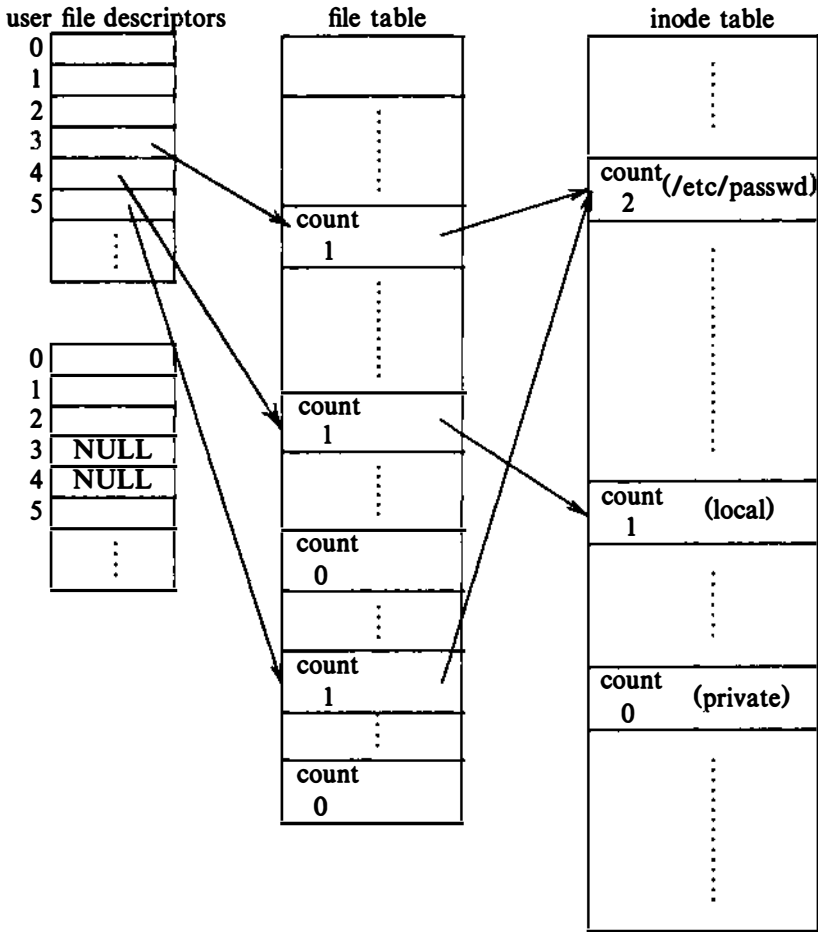 user file descriptors
0
1
2
3
4
5
0
1
2
3 NULL
4 NULL
5
file table
count
1
count
1
count
0
count
1
count
0
inode table
count (/etc/passwd)
2
count (local)
1
count (private)
0